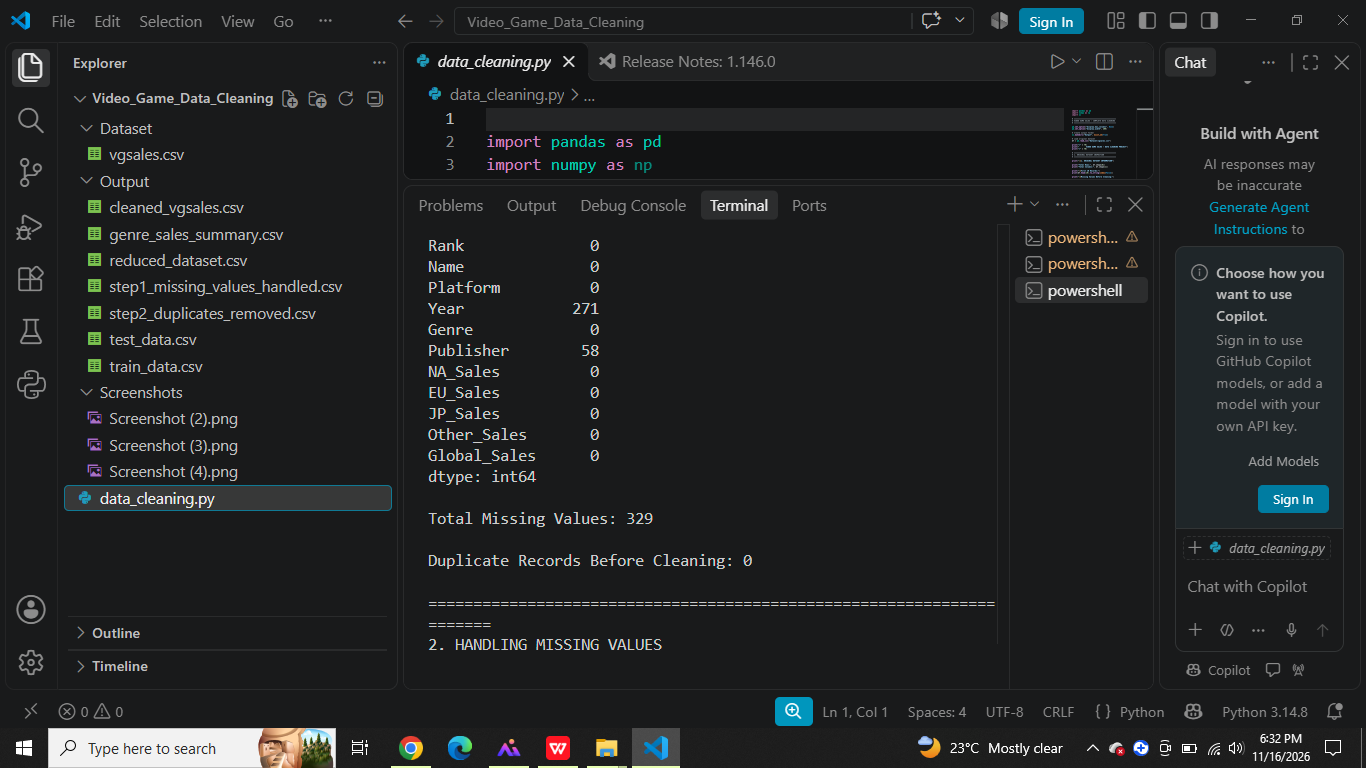 File Edit Selection View Go ···
Video_Game_Data_Cleaning
Sign In
Explorer
Video_Game_Data_Cleaning
Dataset
vgsales.csv
Output
cleaned_vgsales.csv
genre_sales_summary.csv
reduced_dataset.csv
step1_missing_values_handled.csv
step2_duplicates_removed.csv
test_data.csv
train_data.csv
Screenshots
Screenshot (2).png
Screenshot (3).png
Screenshot (4).png
data_cleaning.py
Outline
Timeline
data_cleaning.py
Release Notes: 1.146.0
data_cleaning.py > ...
1
2 import pandas as pd
3 import numpy as np
Problems Output Debug Console Terminal Ports
Rank 0
Name 0
Platform 0
Year 271
Genre 0
Publisher 58
NA_Sales 0
EU_Sales 0
JP_Sales 0
Other_Sales 0
Global_Sales 0
dtype: int64
Total Missing Values: 329
Duplicate Records Before Cleaning: 0
===============================================================
=======
2. HANDLING MISSING VALUES
powersh...
powersh...
powershell
Chat
Build with Agent
AI responses may
be inaccurate
Generate Agent
Instructions to
Choose how you
want to use
Copilot.
Sign in to use
GitHub Copilot
models, or add a
model with your
own API key.
Add Models
Sign In
data_cleaning.py
Chat with Copilot
Copilot
0 0
Ln 1, Col 1 Spaces: 4 UTF-8 CRLF {} Python Python 3.14.8
Type here to search
23°C Mostly clear
6:32 PM
11/16/2026